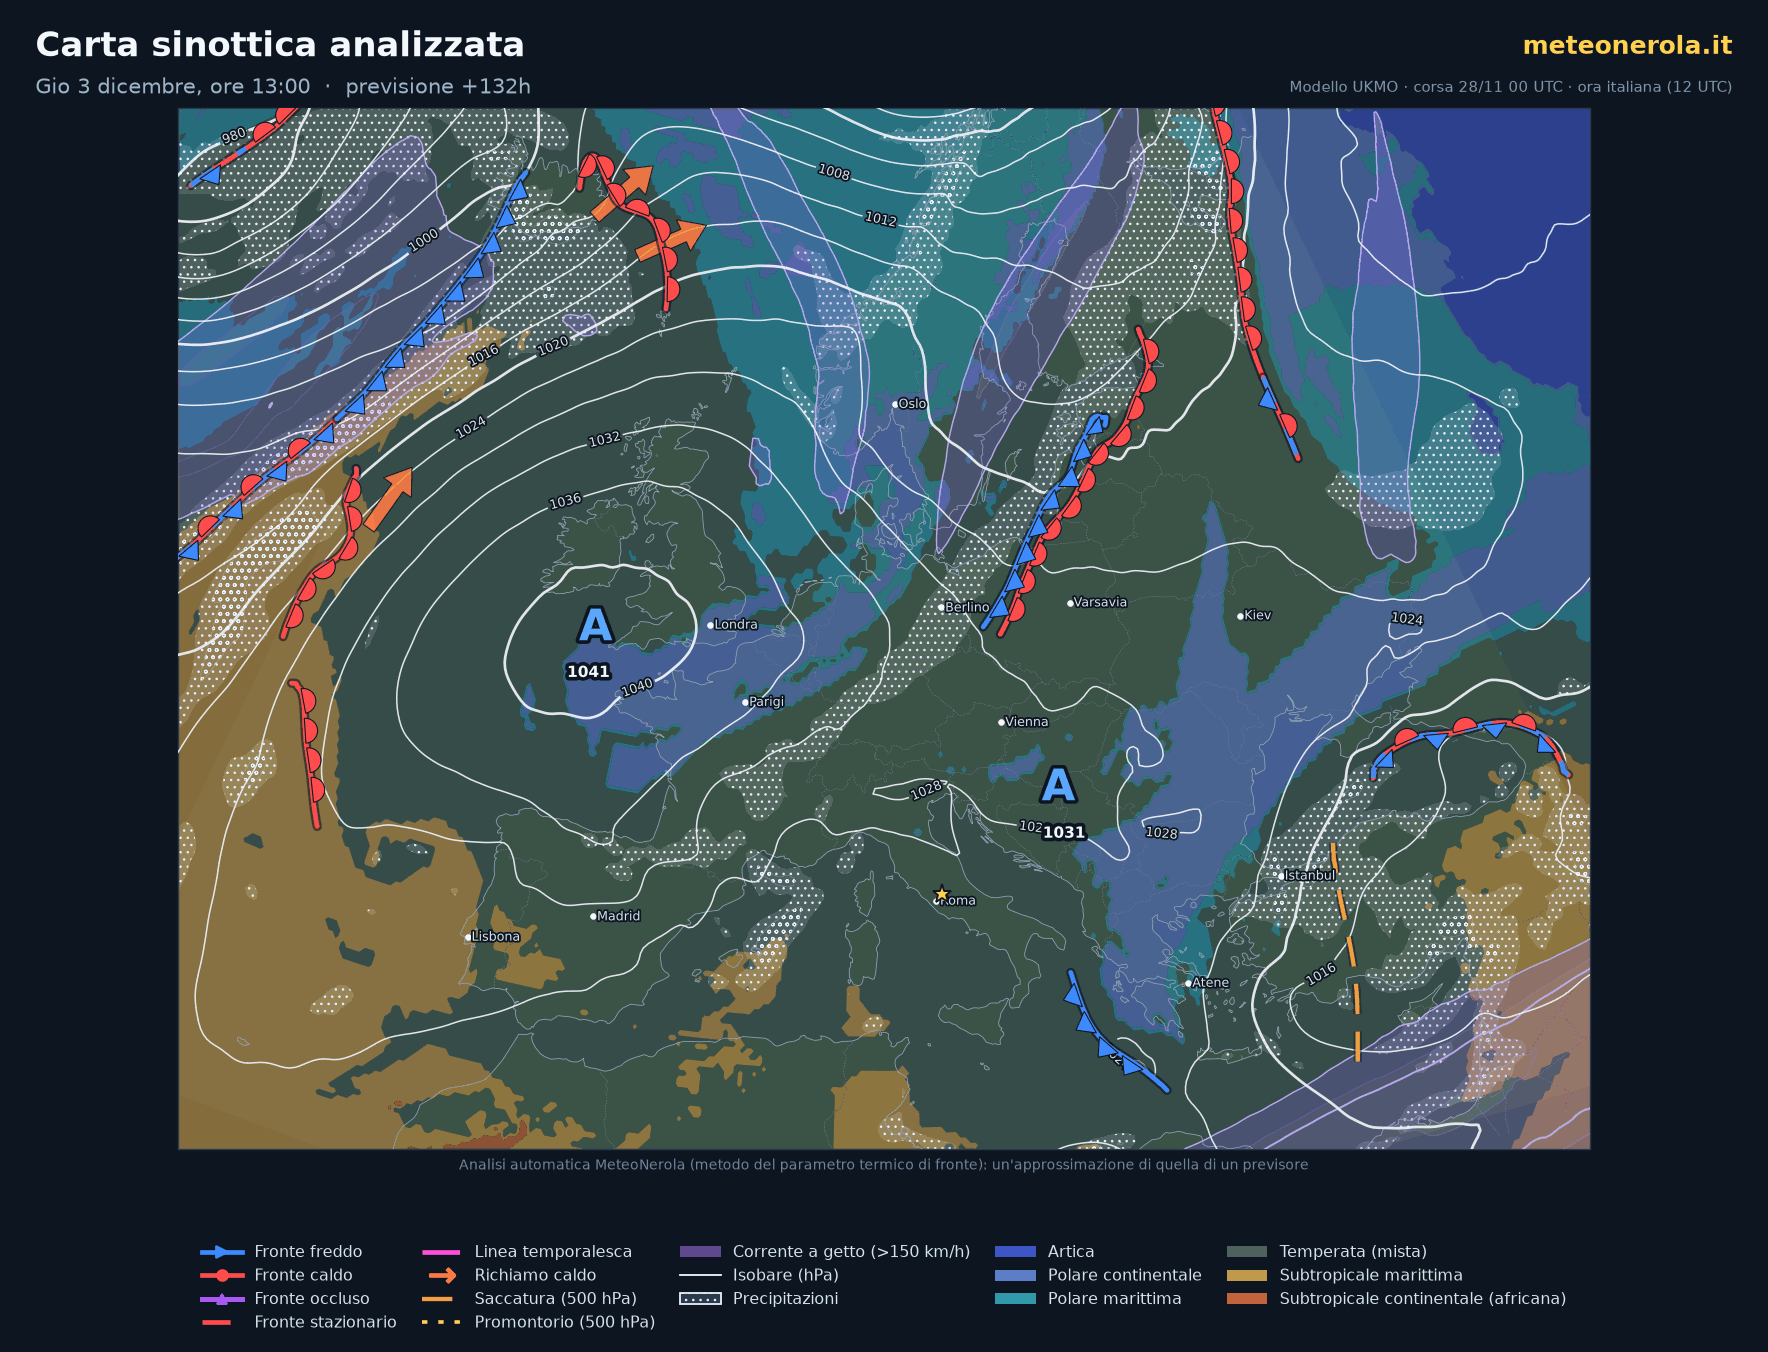 Carta sinottica analizzata
meteonerola.it
Gio 3 dicembre, ore 13:00 · previsione +132h
Modello UKMO · corsa 28/11 00 UTC · ora italiana (12 UTC)
980
1008
1012
1000
1016
1020
1024
1032
Oslo
1036
A
1041
1040
Londra
Parigi
Berlino
Varsavia
Kiev
1024
Vienna
A
1031
1028
1028
Istanbul
Roma
Madrid
Lisbona
Atene
1016
Analisi automatica MeteoNerola (metodo del parametro termico di fronte): un'approssimazione di quella di un previsore
Fronte freddo
Fronte caldo
Fronte occluso
Fronte stazionario
Linea temporalesca
Richiamo caldo
Saccatura (500 hPa)
Promontorio (500 hPa)
Corrente a getto (>150 km/h)
Isobare (hPa)
Precipitazioni
Artica
Polare continentale
Polare marittima
Temperata (mista)
Subtropicale marittima
Subtropicale continentale (africana)